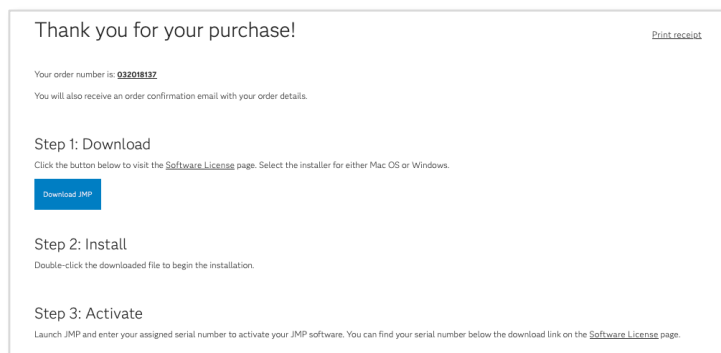 Thank you for your purchase!
Print receipt
Your order number is: 032018137
You will also receive an order confirmation email with your order details.
Step 1: Download
Click the button below to visit the Software License page. Select the installer for either Mac OS or Windows.
Download JMP
Step 2: Install
Double-click the downloaded file to begin the installation.
Step 3: Activate
Launch JMP and enter your assigned serial number to activate your JMP software. You can find your serial number below the download link on the Software License page.